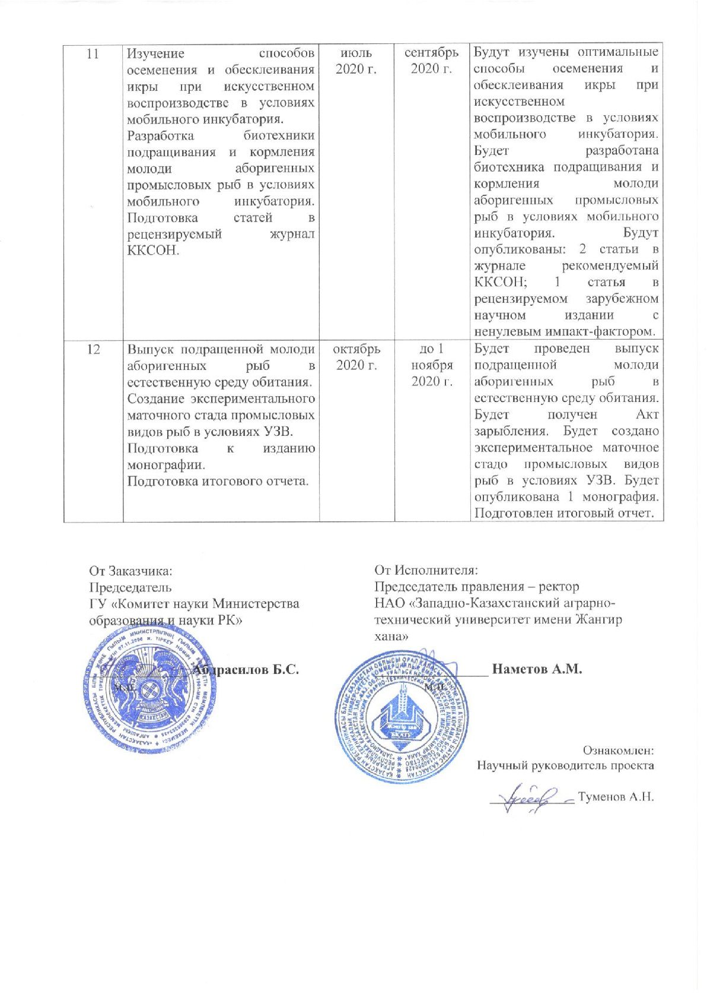 11
Изучение способов
осеменения и обесклеивания
икры при искусственном
воспроизводстве в условиях
мобильного инкубатория.
Разработка биотехники
подращивания и кормления
молоди аборигенных
промысловых рыб в условиях
мобильного инкубатория.
Подготовка статей в
рецензируемый журнал
ККСОН.
июль
2020 г.
сентябрь
2020 г.
Будут изучены оптимальные
способы осеменения и
обесклеивания икры при
искусственном
воспроизводстве в условиях
мобильного инкубатория.
Будет разработана
биотехника подращивания и
кормления молоди
аборигенных промысловых
рыб в условиях мобильного
инкубатория. Будут
опубликованы: 2 статьи в
журнале рекомендуемый
ККСОН; 1 статья в
рецензируемом зарубежном
научном издании с
ненулевым импакт-фактором.
12
Выпуск подращенной молоди
аборигенных рыб в
естественную среду обитания.
Создание экспериментального
маточного стада промысловых
видов рыб в условиях УЗВ.
Подготовка к изданию
монографии.
Подготовка итогового отчета.
октябрь
2020 г.
до 1
ноября
2020 г.
Будет проведен выпуск
подращенной молоди
аборигенных рыб в
естественную среду обитания.
Будет получен Акт
зарыбления. Будет создано
экспериментальное маточное
стадо промысловых видов
рыб в условиях УЗВ. Будет
опубликована 1 монография.
Подготовлен итоговый отчет.
От Заказчика:
Председатель
ГУ «Комитет науки Министерства
образования и науки РК»
Абдрасилов Б.С.
М.П.
ҚАЗАҚСТАН
От Исполнителя:
Председатель правления – ректор
НАО «Западно-Казахстанский аграрно-
технический университет имени Жангир
хана»
Наметов А.М.
М.П.
Ознакомлен:
Научный руководитель проекта
Туменов А.Н.